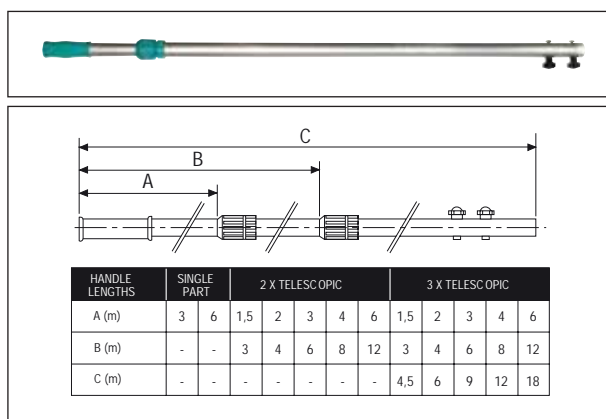 C
B
A
HANDLE LENGTHS SINGLE PART 2 X TELESCOPIC 3 X TELESCOPIC
A (m) 3 6 1,5 2 3 4 6 1,5 2 3 4 6
B (m) - - 3 4 6 8 12 3 4 6 8 12
C (m) - - - - - - - 4,5 6 9 12 18